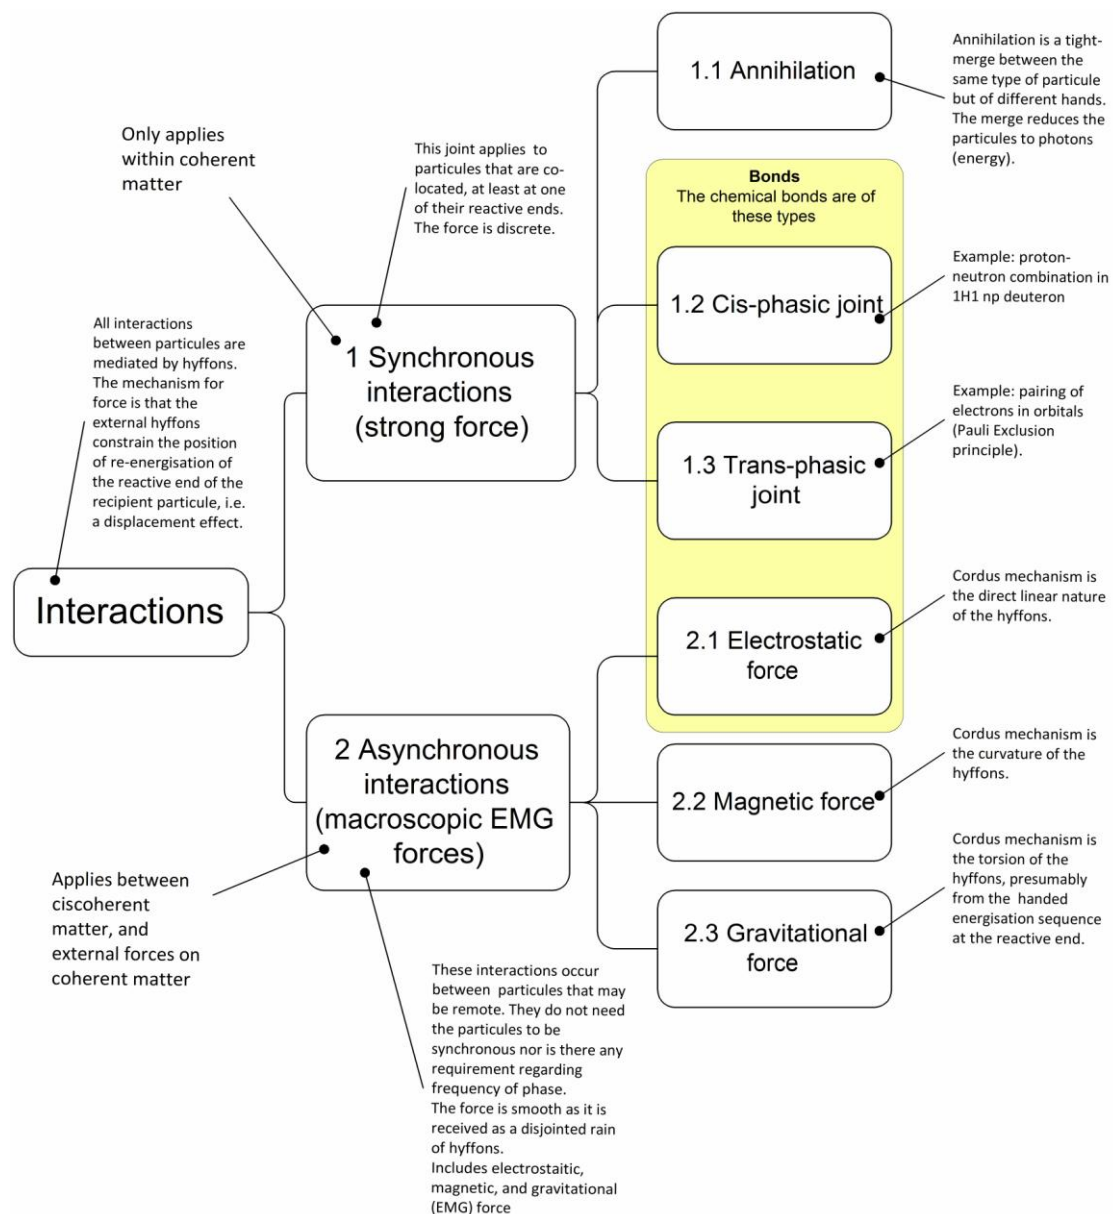 Annihilation is a tight-
merge between the
same type of particule
but of different hands.
The merge reduces the
particules to photons
(energy).
1.1 Annihilation
Only applies
within coherent
matter
This joint applies to
particules that are co-
located, at least at one
of their reactive ends.
The force is discrete.
Bonds
The chemical bonds are of
these types
1.2 Cis-phasic joint
Example: proton-
neutron combination in
1H1 np deuteron
All interactions
between particules are
mediated by hyffons.
The mechanism for
force is that the
external hyffons
constrain the position
of re-energisation of
the reactive end of the
recipient particule, i.e.
a displacement effect.
1 Synchronous
interactions
(strong force)
1.3 Trans-phasic
joint
Example: pairing of
electrons in orbitals
(Pauli Exclusion
principle).
Interactions
2.1 Electrostatic
force
Cordus mechanism is
the direct linear nature
of the hyffons.
2 Asynchronous
interactions
(macroscopic EMG
forces)
2.2 Magnetic force
Cordus mechanism is
the curvature of the
hyffons.
Applies between
ciscoherent
matter, and
external forces on
coherent matter
2.3 Gravitational
force
Cordus mechanism is
the torsion of the
hyffons, presumably
from the handed
energisation sequence
at the reactive end.
These interactions occur
between particules that may
be remote. They do not need
the particules to be
synchronous nor is there any
requirement regarding
frequency of phase.
The force is smooth as it is
received as a disjointed rain
of hyffons.
Includes electrostaitic,
magnetic, and gravitational
(EMG) force